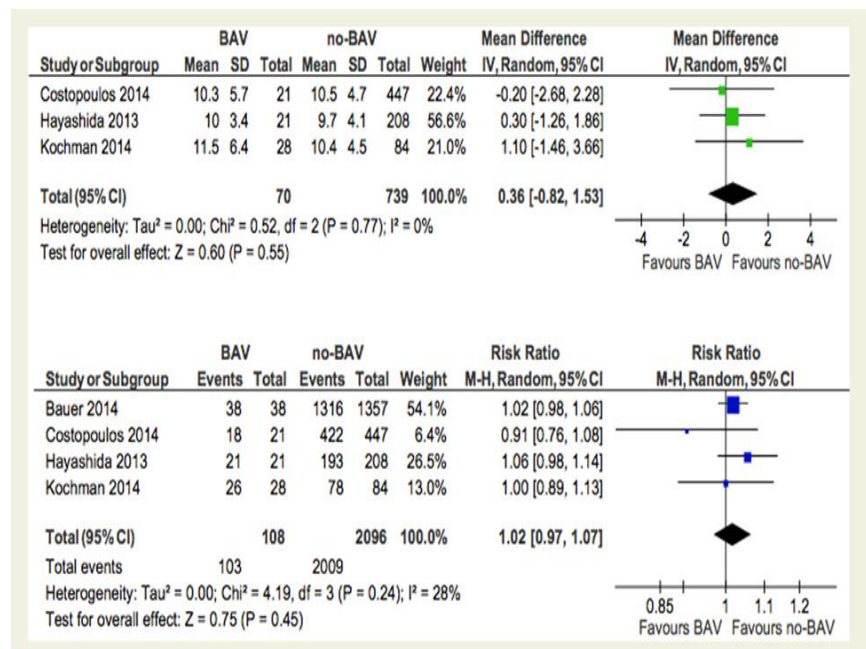 BAV no-BAV Mean Difference Mean Difference
Study or Subgroup Mean SD Total Mean SD Total Weight IV, Random, 95% CI IV, Random, 95% CI
Costopoulos 2014 10.3 5.7 21 10.5 4.7 447 22.4% -0.20 [-2.68, 2.28]
Hayashida 2013 10 3.4 21 9.7 4.1 208 56.6% 0.30 [-1.26, 1.86]
Kochman 2014 11.5 6.4 28 10.4 4.5 84 21.0% 1.10 [-1.46, 3.66]
Total (95% CI) 70 739 100.0% 0.36 [-0.82, 1.53]
Heterogeneity: Tau² = 0.00; Chi² = 0.52, df = 2 (P = 0.77); I² = 0%
Test for overall effect: Z = 0.60 (P = 0.55)
-4 -2 0 2 4
Favours BAV Favours no-BAV
BAV no-BAV Risk Ratio Risk Ratio
Study or Subgroup Events Total Events Total Weight M-H, Random, 95% CI M-H, Random, 95% CI
Bauer 2014 38 38 1316 1357 54.1% 1.02 [0.98, 1.06]
Costopoulos 2014 18 21 422 447 6.4% 0.91 [0.76, 1.08]
Hayashida 2013 21 21 193 208 26.5% 1.06 [0.98, 1.14]
Kochman 2014 26 28 78 84 13.0% 1.00 [0.89, 1.13]
Total (95% CI) 108 2096 100.0% 1.02 [0.97, 1.07]
Total events 103 2009
Heterogeneity: Tau² = 0.00; Chi² = 4.19, df = 3 (P = 0.24); I² = 28%
Test for overall effect: Z = 0.75 (P = 0.45)
0.85 1 1.1 1.2
Favours BAV Favours no-BAV